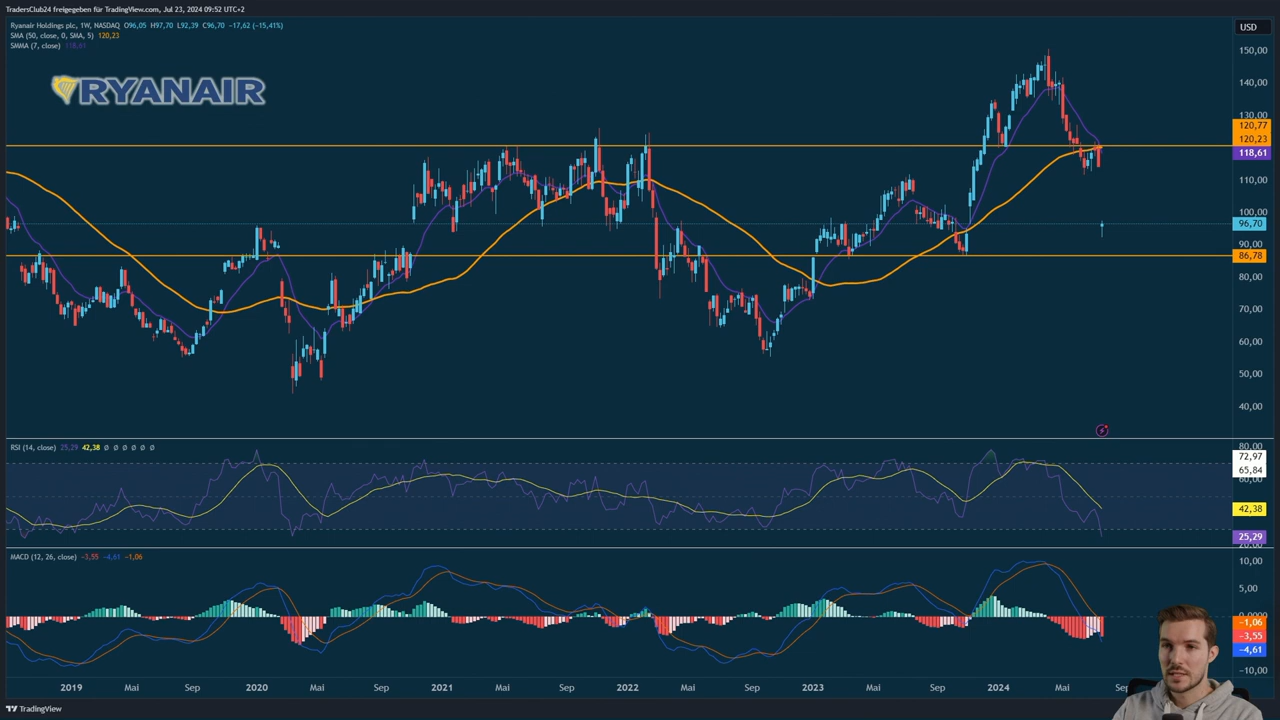 TradersClub24 freigegeben für TradingView.com, Jul 23, 2024 09:52 UTC+2
Ryanair Holdings plc, 1W, NASDAQ O96,05 H97,70 L92,39 C96,70 −17,62 (−15,41%)
SMA (50, close, 0, SMA, 5) 120,23
SMMA (7, close) 118,61
RYANAIR
USD
150,00
140,00
130,00
120,77
120,23
118,61
110,00
100,00
96,70
90,00
86,78
80,00
70,00
60,00
50,00
40,00
RSI (14, close) 25,29 42,38 Ø Ø Ø Ø Ø
80,00
72,97
65,84
60,00
42,38
25,29
MACD (12, 26, close) −3,55 −4,61 −1,06
10,00
5,00
0,0000
−1,06
−3,55
−4,61
−10,00
2019 Mai Sep 2020 Mai Sep 2021 Mai Sep 2022 Mai Sep 2023 Mai Sep 2024 Mai Sep
TradingView